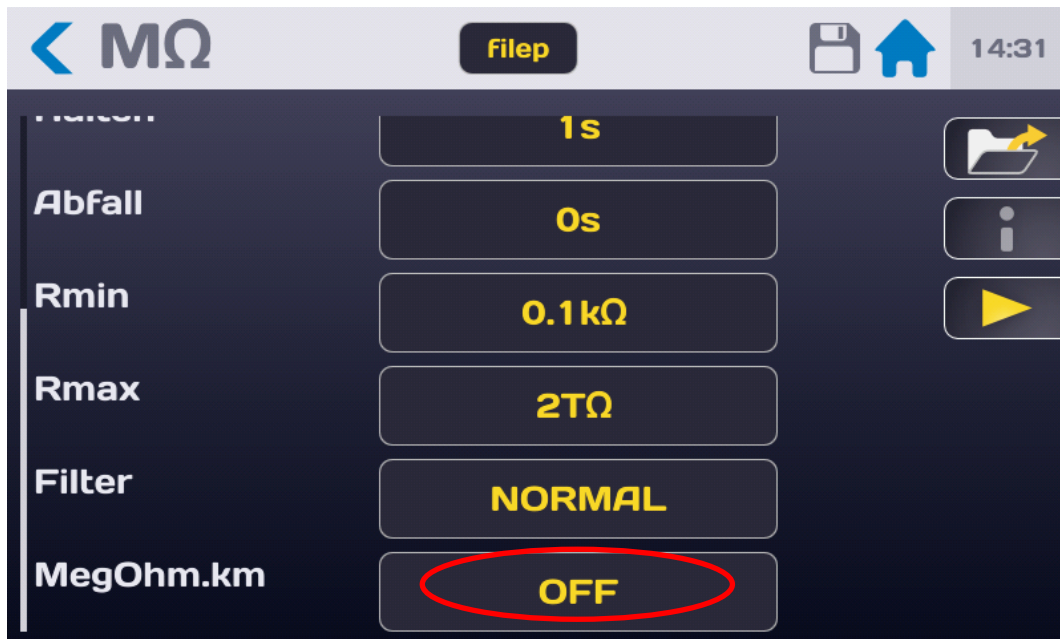 MΩ
filep
14:31
1s
Abfall
0s
Rmin
0.1kΩ
Rmax
2TΩ
Filter
NORMAL
MegOhm.km
OFF